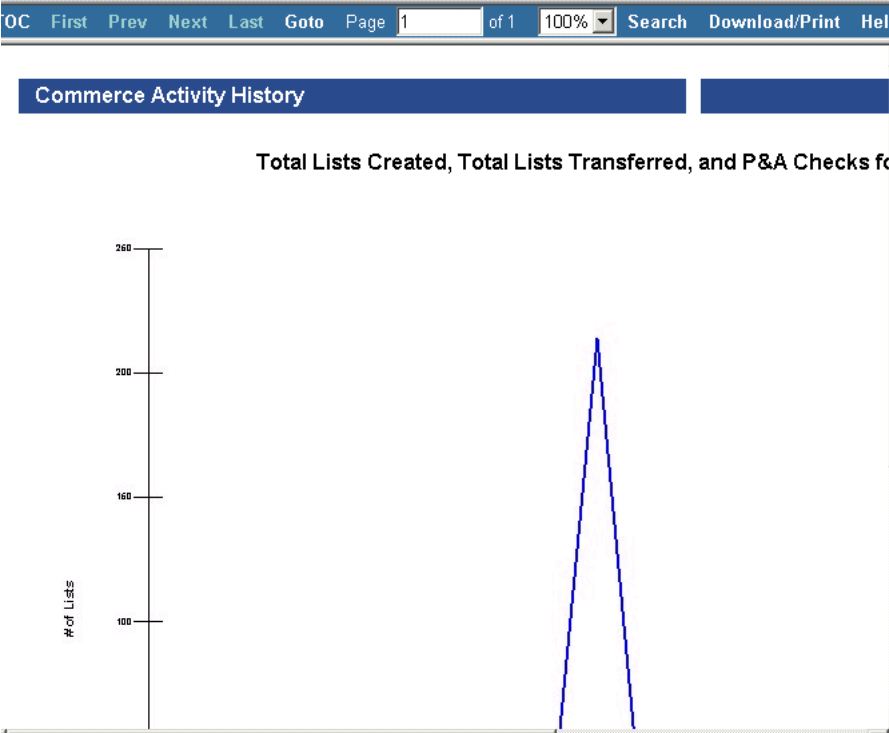 TOC First Prev Next Last Goto Page 1 of 1 100% Search Download/Print Hel
Commerce Activity History
Total Lists Created, Total Lists Transferred, and P&A Checks fo
260
200
160
# of Lists
100